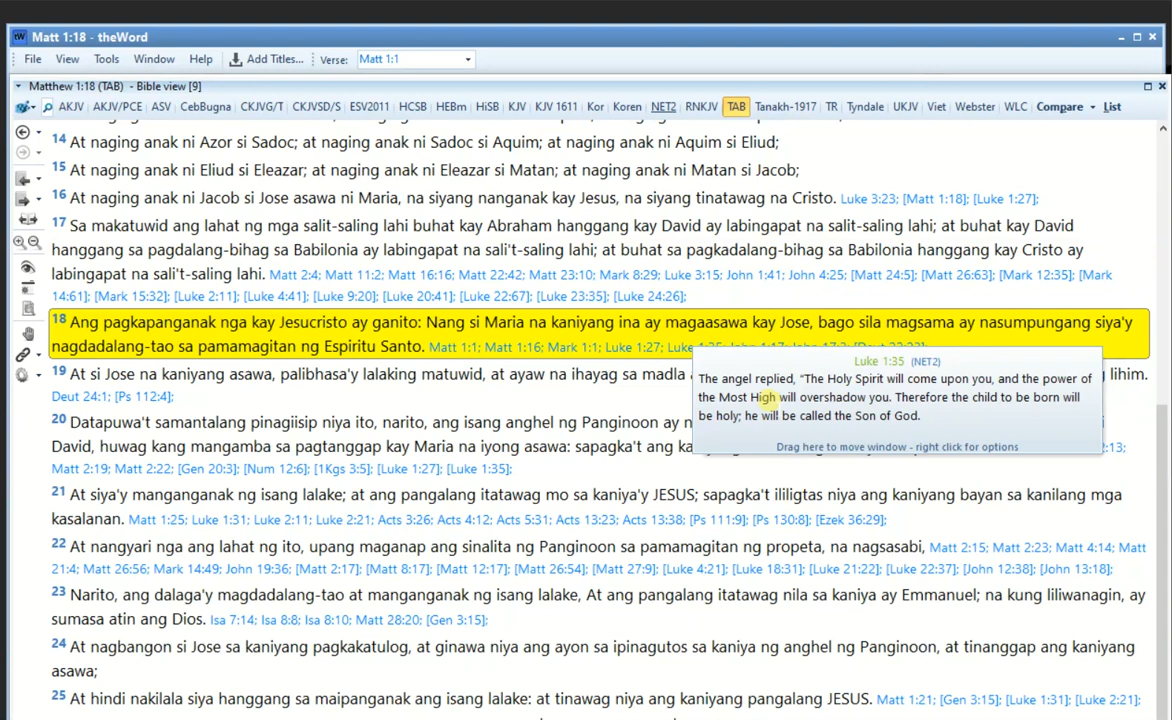 Matt 1:18 - theWord
File View Tools Window Help Add Titles... Verse: Matt 1:1
Matthew 1:18 (TAB) - Bible view [9]
AKJV AKJV/PCE ASV CebBugna CKJVG/T CKJVSD/S ESV2011 HCSB HEBm HiSB KJV KJV 1611 Kor Koren NET2 RNKJV TAB Tanakh-1917 TR Tyndale UKJV Viet Webster WLC Compare List
14 At naging anak ni Azor si Sadoc; at naging anak ni Sadoc si Aquim; at naging anak ni Aquim si Eliud;
15 At naging anak ni Eliud si Eleazar; at naging anak ni Eleazar si Matan; at naging anak ni Matan si Jacob;
16 At naging anak ni Jacob si Jose asawa ni Maria, na siyang nanganak kay Jesus, na siyang tinatawag na Cristo. Luke 3:23; [Matt 1:18]; [Luke 1:27];
17 Sa makatuwid ang lahat ng mga salit-saling lahi buhat kay Abraham hanggang kay David ay labingapat na salit-saling lahi; at buhat kay David
hanggang sa pagdalang-bihag sa Babilonia ay labingapat na sali't-saling lahi; at buhat sa pagkadalang-bihag sa Babilonia hanggang kay Cristo ay
labingapat na sali't-saling lahi. Matt 2:4; Matt 11:2; Matt 16:16; Matt 22:42; Matt 23:10; Mark 8:29; Luke 3:15; John 1:41; John 4:25; [Matt 24:5]; [Matt 26:63]; [Mark 12:35]; [Mark
14:61]; [Mark 15:32]; [Luke 2:11]; [Luke 4:41]; [Luke 9:20]; [Luke 20:41]; [Luke 22:67]; [Luke 23:35]; [Luke 24:26];
18 Ang pagkapanganak nga kay Jesucristo ay ganito: Nang si Maria na kaniyang ina ay magaasawa kay Jose, bago sila magsama ay nasumpungang siya'y
nagdadalang-tao sa pamamagitan ng Espiritu Santo. Matt 1:1; Matt 1:16; Mark 1:1; Luke 1:27;
Luke 1:35 (NET2)
The angel replied, "The Holy Spirit will come upon you, and the power of
the Most High will overshadow you. Therefore the child to be born will
be holy; he will be called the Son of God.
Drag here to move window - right click for options
19 At si Jose na kaniyang asawa, palibhasa'y lalaking matuwid, at ayaw na ihayag sa madla lihim.
Deut 24:1; [Ps 112:4];
20 Datapuwa't samantalang pinagiisip niya ito, narito, ang isang anghel ng Panginoon ay
David, huwag kang mangamba sa pagtanggap kay Maria na iyong asawa: sapagka't ang 2:13;
Matt 2:19; Matt 2:22; [Gen 20:3]; [Num 12:6]; [1Kgs 3:5]; [Luke 1:27]; [Luke 1:35];
21 At siya'y manganganak ng isang lalake; at ang pangalang itatawag mo sa kaniya'y JESUS; sapagka't ililigtas niya ang kaniyang bayan sa kanilang mga
kasalanan. Matt 1:25; Luke 1:31; Luke 2:11; Luke 2:21; Acts 3:26; Acts 4:12; Acts 5:31; Acts 13:23; Acts 13:38; [Ps 111:9]; [Ps 130:8]; [Ezek 36:29];
22 At nangyari nga ang lahat ng ito, upang maganap ang sinalita ng Panginoon sa pamamagitan ng propeta, na nagsasabi, Matt 2:15; Matt 2:23; Matt 4:14; Matt
21:4; Matt 26:56; Mark 14:49; John 19:36; [Matt 2:17]; [Matt 8:17]; [Matt 12:17]; [Matt 26:54]; [Matt 27:9]; [Luke 4:21]; [Luke 18:31]; [Luke 21:22]; [Luke 22:37]; [John 12:38]; [John 13:18];
23 Narito, ang dalaga'y magdadalang-tao at manganganak ng isang lalake, At ang pangalang itatawag nila sa kaniya ay Emmanuel; na kung liliwanagin, ay
sumasa atin ang Dios. Isa 7:14; Isa 8:8; Isa 8:10; Matt 28:20; [Gen 3:15];
24 At nagbangon si Jose sa kaniyang pagkakatulog, at ginawa niya ang ayon sa ipinagutos sa kaniya ng anghel ng Panginoon, at tinanggap ang kaniyang
asawa;
25 At hindi nakilala siya hanggang sa maipanganak ang isang lalake: at tinawag niya ang kaniyang pangalang JESUS. Matt 1:21; [Gen 3:15]; [Luke 1:31]; [Luke 2:21];